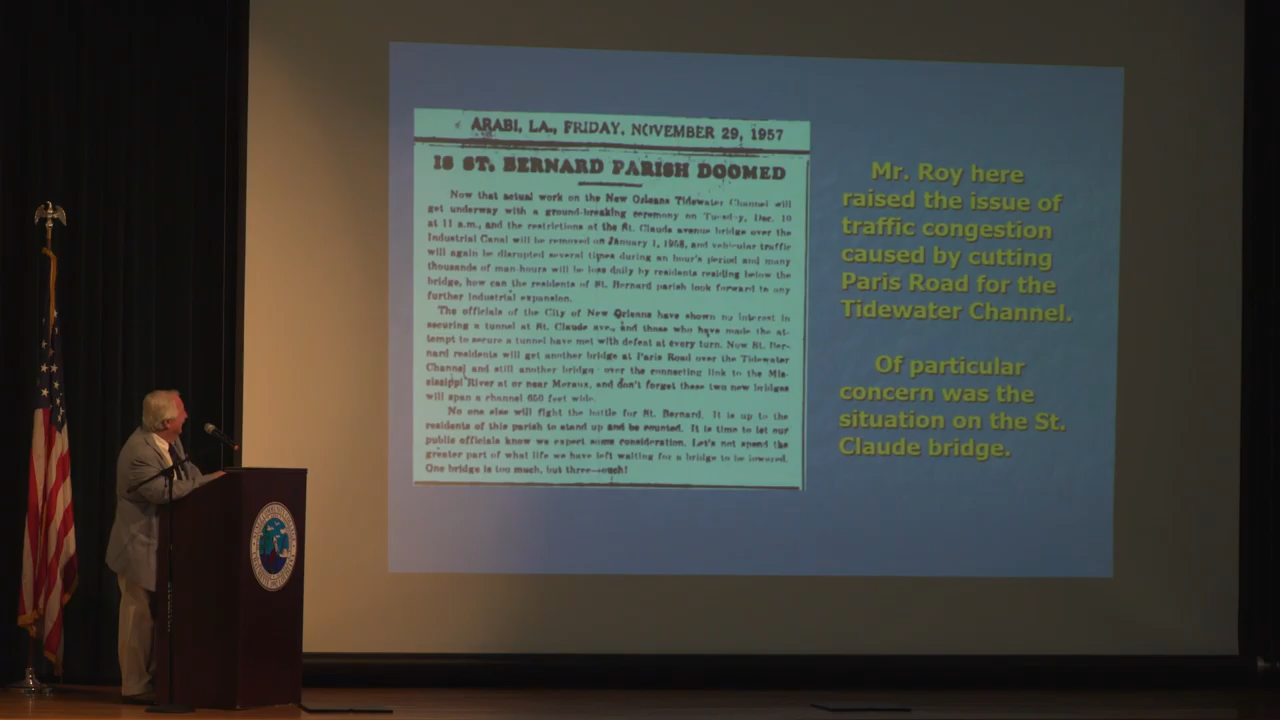 ARABI, LA., FRIDAY, NOVEMBER 29, 1957
IS ST. BERNARD PARISH DOOMED
Now that actual work on the New Orleans Tidewater Channel will
get underway with a ground-breaking ceremony on Tuesday, Dec. 10
at 11 a.m., and the restrictions at the St. Claude avenue bridge over the
Industrial Canal will be removed on January 1, 1958, and vehicular traffic
will again be disrupted several times during an hour's period and many
thousands of man-hours will be loss daily by residents residing below the
bridge, how can the residents of St. Bernard parish look forward to any
further industrial expansion.
The officials of the City of New Orleans have shown no interest in
securing a tunnel at St. Claude ave., and those who have made the at-
tempt to secure a tunnel have met with defeat at every turn. Now St. Ber-
nard residents will get another bridge at Paris Road over the Tidewater
Channel and still another bridge over the connecting link to the Mis-
sissippi River at or near Meraux, and don't forget these two new bridges
will span a channel 650 feet wide.
No one else will fight the battle for St. Bernard. It is up to the
residents of this parish to stand up and be counted. It is time to let our
public officials know we expect some consideration. Let's not spend the
greater part of what life we have left waiting for a bridge to be lowered.
One bridge is too much, but three—ouch!
Mr. Roy here
raised the issue of
traffic congestion
caused by cutting
Paris Road for the
Tidewater Channel.
Of particular
concern was the
situation on the St.
Claude bridge.